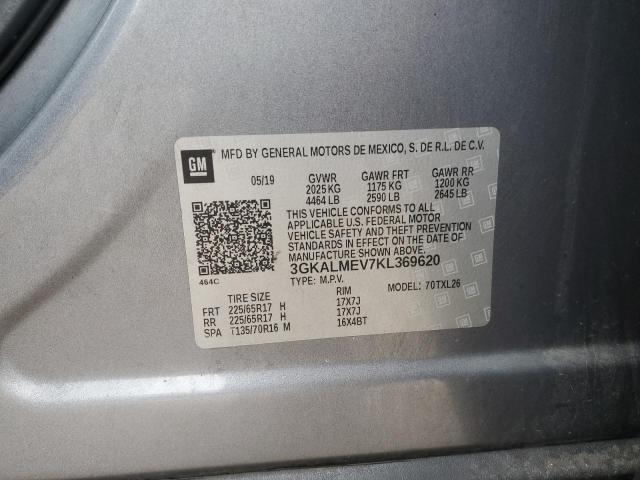 GM MFD BY GENERAL MOTORS DE MEXICO, S. DE R.L. DE C.V.
05/19 GVWR GAWR FRT GAWR RR
2025 KG 1175 KG 1200 KG
4464 LB 2590 LB 2645 LB
THIS VEHICLE CONFORMS TO ALL
APPLICABLE U.S. FEDERAL MOTOR
VEHICLE SAFETY AND THEFT PREVENTION
STANDARDS IN EFFECT ON THE DATE OF
MANUFACTURE SHOWN ABOVE.
3GKALMEV7KL369620
464C TYPE: M.P.V. MODEL: 70TXL26
TIRE SIZE RIM
FRT 225/65R17 H 17X7J
RR 225/65R17 H 17X7J
SPA T135/70R16 M 16X4BT